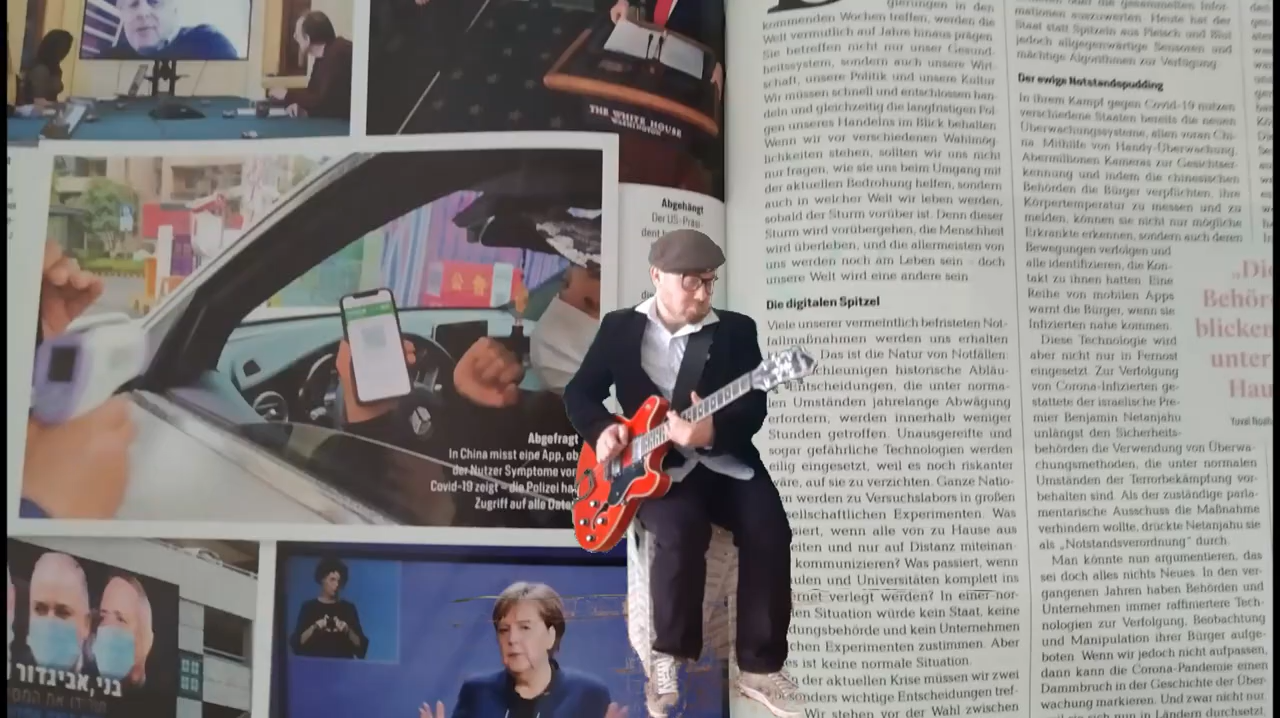 THE WHITE HOUSE
WASHINGTON
公告
Abgefragt
In China misst eine App, ob
der Nutzer Symptome von
Covid-19 zeigt – die Polizei
Zugriff auf alle
Abgehängt
Der US-Präsi-
בני, אביגדור
kommenden Wochen treffen, werden die
Welt vermutlich auf Jahre hinaus prägen
Sie betreffen nicht nur unser Gesund-
heitssystem, sondern auch unsere Wirt-
schaft, unsere Politik und unsere Kultur
Wir müssen schnell und entschlossen han-
deln und gleichzeitig die langfristigen Fol-
gen unseres Handelns im Blick behalten
Wenn wir vor verschiedenen Wahlmög-
lichkeiten stehen, sollten wir uns nicht
nur fragen, wie sie uns beim Umgang mit
der aktuellen Bedrohung helfen, sondern
auch in welcher Welt wir leben werden,
sobald der Sturm vorüber ist. Denn dieser
Sturm wird vorübergehen, die Menschheit
wird überleben, und die allermeisten von
uns werden noch am Leben sein – doch
unsere Welt wird eine andere sein
Die digitalen Spitzel
Viele unserer vermeintlich befristeten Not-
fallmaßnahmen werden uns erhalten
Das ist die Natur von Notfällen:
schleunigen historische Abläu-
Entscheidungen, die unter norma-
len Umständen jahrelange Abwägung
erfordern, werden innerhalb weniger
Stunden getroffen. Unausgereifte und
sogar gefährliche Technologien werden
eilig eingesetzt, weil es noch riskanter
wäre, auf sie zu verzichten. Ganze Natio-
werden zu Versuchslabors in großen
sellschaftlichen Experimenten. Was
siert, wenn alle von zu Hause aus
eiten und nur auf Distanz miteinan-
kommunizieren? Was passiert, wenn
ulen und Universitäten komplett ins
ernet verlegt werden? In einer nor-
len Situation würde kein Staat, keine
dungsbehörde und kein Unternehmen
chen Experimenten zustimmen. Aber
es ist keine normale Situation.
der aktuellen Krise müssen wir zwei
sonders wichtige Entscheidungen tref-
Wir stehen vor der Wahl zwischen
mationen auszuwerten. Heute hat der
Staat statt Spitzeln aus Fleisch und Blut
jedoch allgegenwärtige Sensoren und
mächtige Algorithmen zur Verfügung.
Der ewige Notstandspudding
In ihrem Kampf gegen Covid-19 nutzen
verschiedene Staaten bereits die neuen
Überwachungssysteme, allen voran Chi-
na. Mithilfe von Handy-Überwachung,
Abermillionen Kameras zur Gesichtser-
kennung und indem die chinesischen
Behörden die Bürger verpflichten, ihre
Körpertemperatur zu messen und zu
melden, können sie nicht nur mögliche
Erkrankte erkennen, sondern auch deren
Bewegungen verfolgen und
alle identifizieren, die Kon-
takt zu ihnen hatten. Eine
Reihe von mobilen Apps
warnt die Bürger, wenn sie
Infizierten nahe kommen.
Diese Technologie wird
aber nicht nur in Fernost
eingesetzt. Zur Verfolgung
von Corona-Infizierten ge-
stattete der israelische Pre-
mier Benjamin Netanjahu
unlängst den Sicherheits-
behörden die Verwendung von Überwa-
chungsmethoden, die unter normalen
Umständen der Terrorbekämpfung vor-
behalten sind. Als der zuständige parla-
mentarische Ausschuss die Maßnahme
verhindern wollte, drückte Netanjahu sie
als „Notstandsverordnung“ durch.
Man könnte nun argumentieren, das
sei doch alles nichts Neues. In den ver-
gangenen Jahren haben Behörden und
Unternehmen immer raffiniertere Tech-
nologien zur Verfolgung, Beobachtung
und Manipulation ihrer Bürger aufge-
boten. Wenn wir jedoch nicht aufpassen,
dann kann die Corona-Pandemie einen
Dammbruch in der Geschichte der Über-
wachung markieren. Und zwar nicht nur
„Die
Behör
blicken
unter
Hau
Yuval